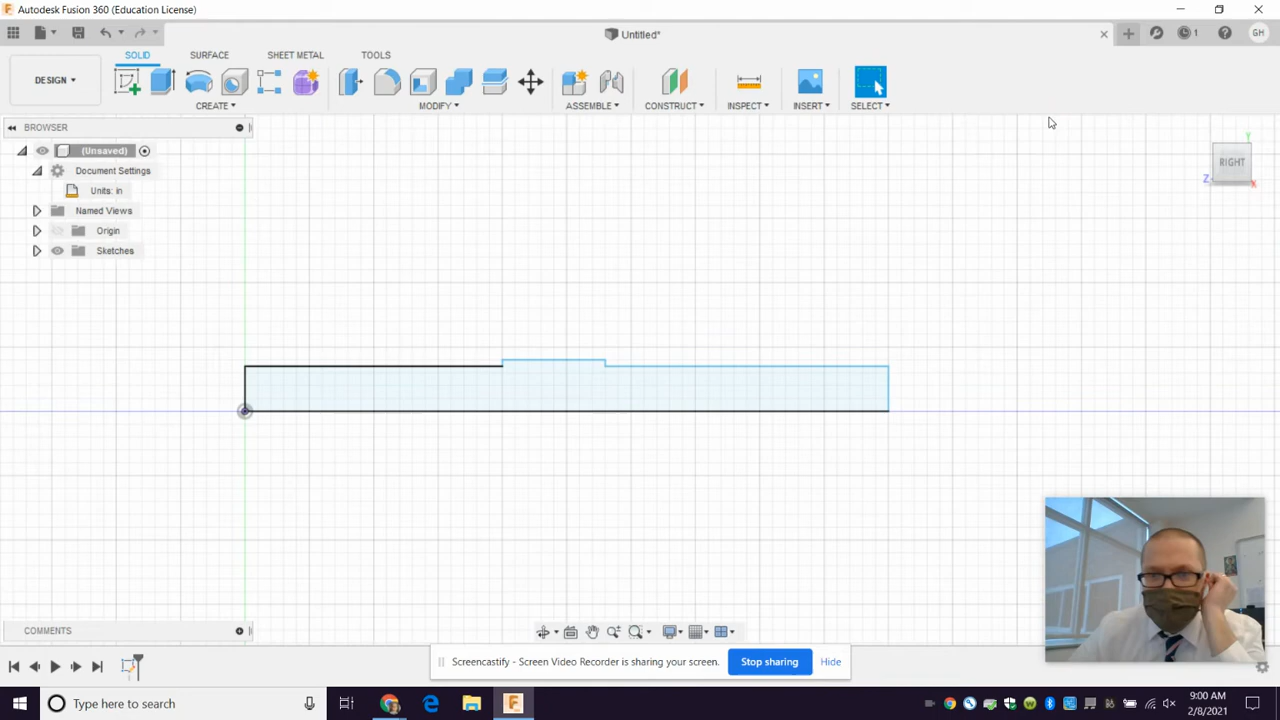 Autodesk Fusion 360 (Education License)
Untitled*
1
GH
SOLID
SURFACE
SHEET METAL
TOOLS
DESIGN
CREATE
MODIFY
ASSEMBLE
CONSTRUCT
INSPECT
INSERT
SELECT
BROWSER
(Unsaved)
Document Settings
Units: in
Named Views
Origin
Sketches
Y
RIGHT
Z
X
COMMENTS
Screencastify - Screen Video Recorder is sharing your screen.
Stop sharing
Hide
Type here to search
9:00 AM
2/8/2021